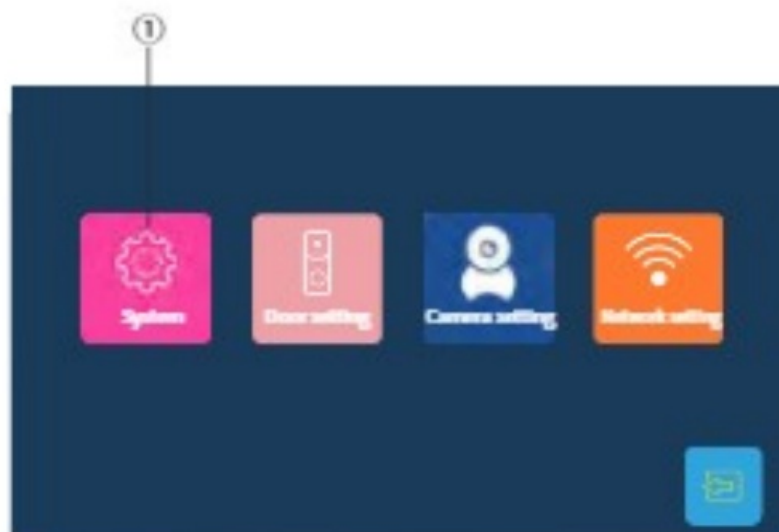 ①
System
Door setting
Camera setting
Network setting